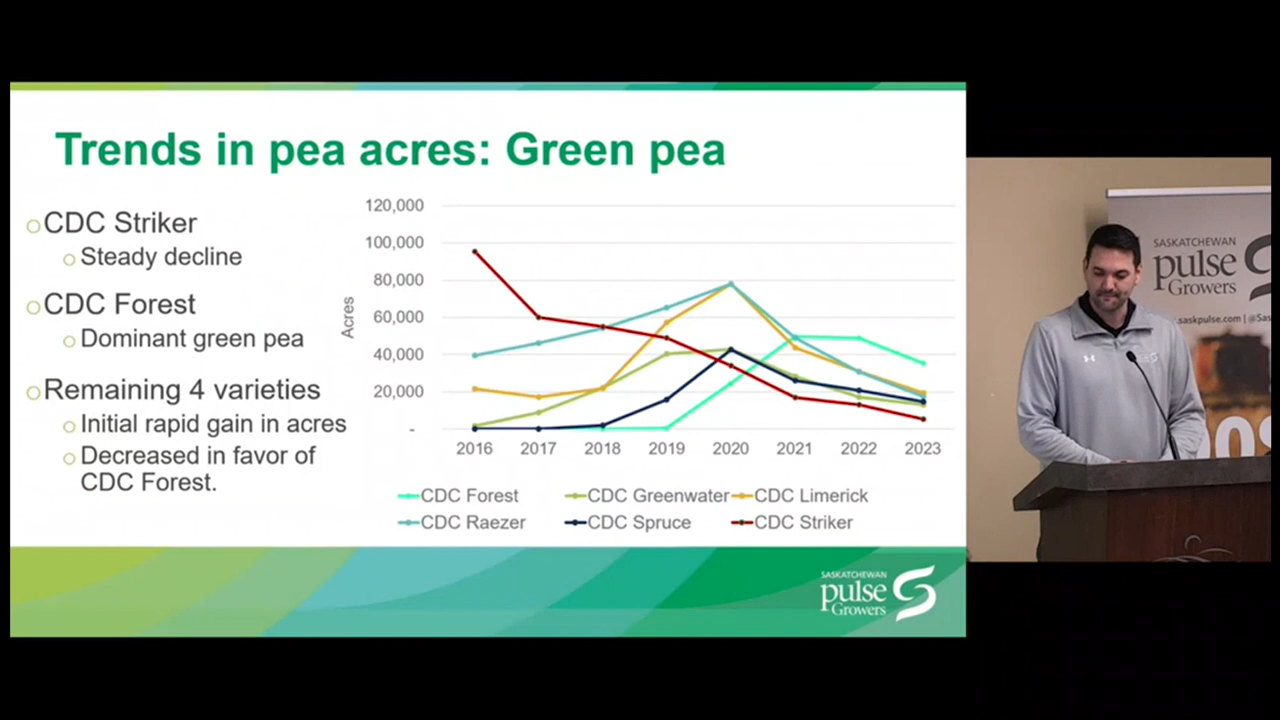 Trends in pea acres: Green pea
CDC Striker
Steady decline
CDC Forest
Dominant green pea
Remaining 4 varieties
Initial rapid gain in acres
Decreased in favor of
CDC Forest.
Acres
120,000
100,000
80,000
60,000
40,000
20,000
-
2016 2017 2018 2019 2020 2021 2022 2023
CDC Forest CDC Greenwater CDC Limerick
CDC Raezer CDC Spruce CDC Striker
SASKATCHEWAN
pulse
Growers
SASKATCHEWAN
pulse
Growers
.saskpulse.com | @Sas